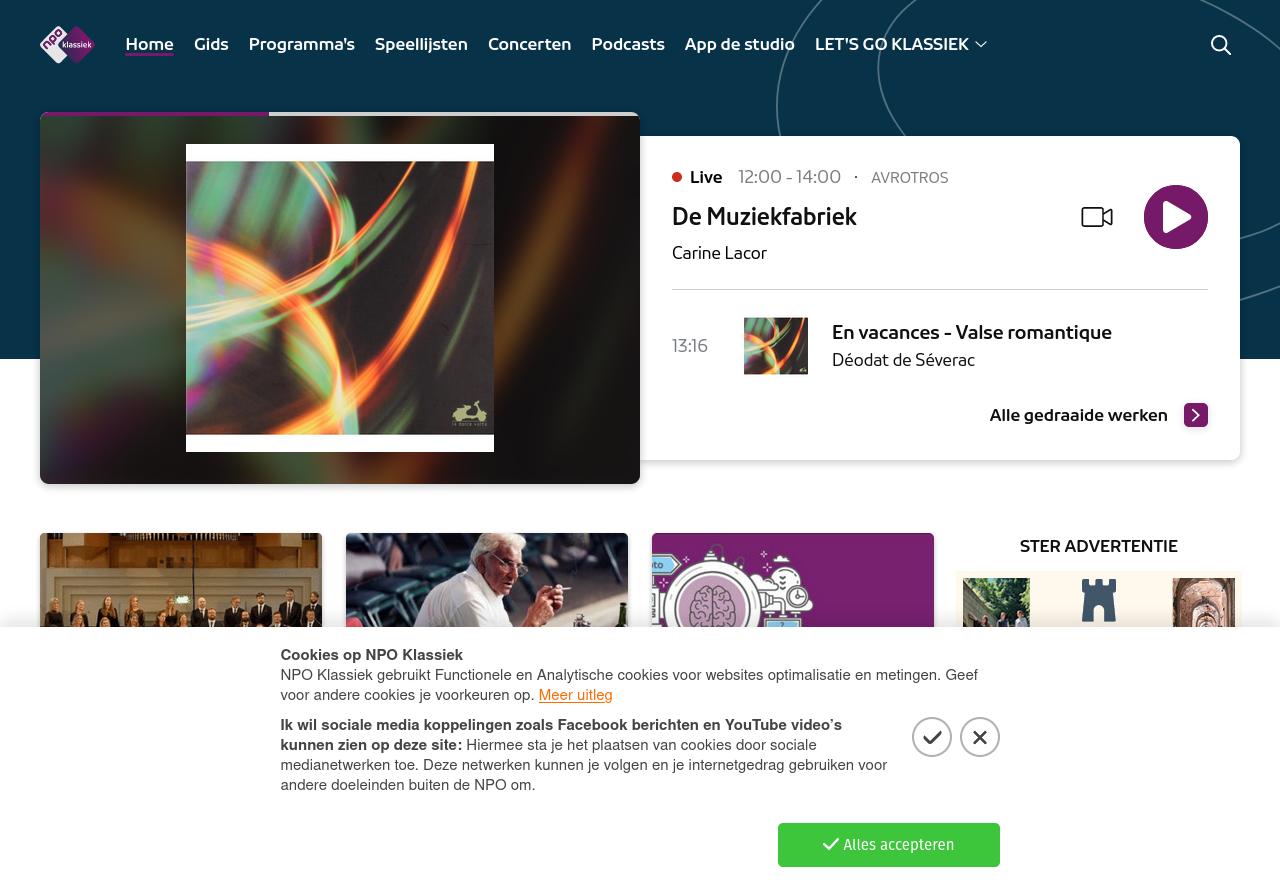 npo
klassiek
Home
Gids
Programma's
Speellijsten
Concerten
Podcasts
App de studio
LET'S GO KLASSIEK
Live
12:00 - 14:00
·
AVROTROS
De Muziekfabriek
Carine Lacor
13:16
En vacances - Valse romantique
Déodat de Séverac
Alle gedraaide werken
la dolce volta
STER ADVERTENTIE
Cookies op NPO Klassiek
NPO Klassiek gebruikt Functionele en Analytische cookies voor websites optimalisatie en metingen. Geef
voor andere cookies je voorkeuren op. Meer uitleg
Ik wil sociale media koppelingen zoals Facebook berichten en YouTube video's
kunnen zien op deze site: Hiermee sta je het plaatsen van cookies door sociale
medianetwerken toe. Deze netwerken kunnen je volgen en je internetgedrag gebruiken voor
andere doeleinden buiten de NPO om.
Alles accepteren